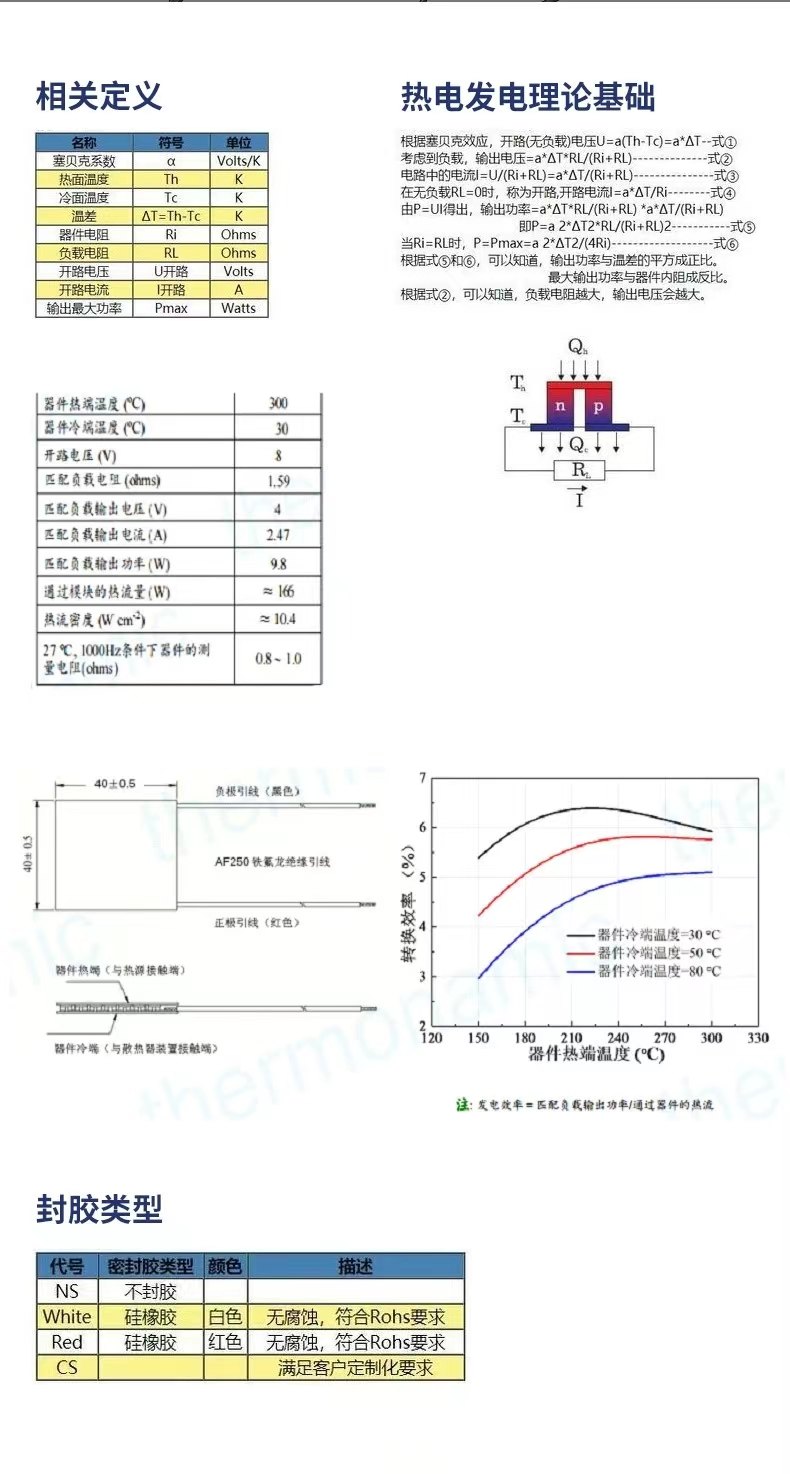 相关定义
名称 符号 单位
塞贝克系数 α Volts/K
热面温度 Th K
冷面温度 Tc K
温差 ΔT=Th-Tc K
器件电阻 Ri Ohms
负载电阻 RL Ohms
开路电压 U开路 Volts
开路电流 I开路 A
输出最大功率 Pmax Watts
热电发电理论基础
根据塞贝克效应，开路(无负载)电压U=a(Th-Tc)=a*ΔT--式①
考虑到负载，输出电压=a*ΔT*RL/(Ri+RL)--------------式②
电路中的电流I=U/(Ri+RL)=a*ΔT/(Ri+RL)---------------式③
在无负载RL=0时，称为开路,开路电流I=a*ΔT/Ri--------式④
由P=UI得出，输出功率=a*ΔT*RL/(Ri+RL) *a*ΔT/(Ri+RL)
即P=a 2*ΔT2*RL/(Ri+RL)2-----------式⑤
当Ri=RL时，P=Pmax=a 2*ΔT2/(4Ri)-------------------式⑥
根据式⑤和⑥，可以知道，输出功率与温差的平方成正比。
最大输出功率与器件内阻成反比。
根据式②，可以知道，负载电阻越大，输出电压会越大。
器件热端温度 (℃) 300
器件冷端温度 (℃) 30
开路电压 (V) 8
匹配负载电阻 (ohms) 1.59
匹配负载输出电压 (V) 4
匹配负载输出电流 (A) 2.47
匹配负载输出功率 (W) 9.8
通过模块的热流量 (W) ≈ 166
热流密度 (W cm⁻²) ≈ 10.4
27 ℃, 1000Hz条件下器件的测
量电阻(ohms) 0.8 ~ 1.0
Qh
Th
n p
Tc
Qc
RL
I
40±0.5
40± 0.5
负极引线（黑色）
AF250 铁氟龙绝缘引线
正极引线（红色）
器件热端（与热源接触端）
器件冷端（与散热器装置接触端）
转换效率 (%)
7
6
5
4
3
2
器件冷端温度=30 ℃
器件冷端温度=50 ℃
器件冷端温度=80 ℃
120 150 180 210 240 270 300 330
器件热端温度 (℃)
注: 发电效率 = 匹配负载输出功率/通过器件的热流
thermonamic
封胶类型
代号 密封胶类型 颜色 描述
NS 不封胶
White 硅橡胶 白色 无腐蚀，符合Rohs要求
Red 硅橡胶 红色 无腐蚀，符合Rohs要求
CS 满足客户定制化要求